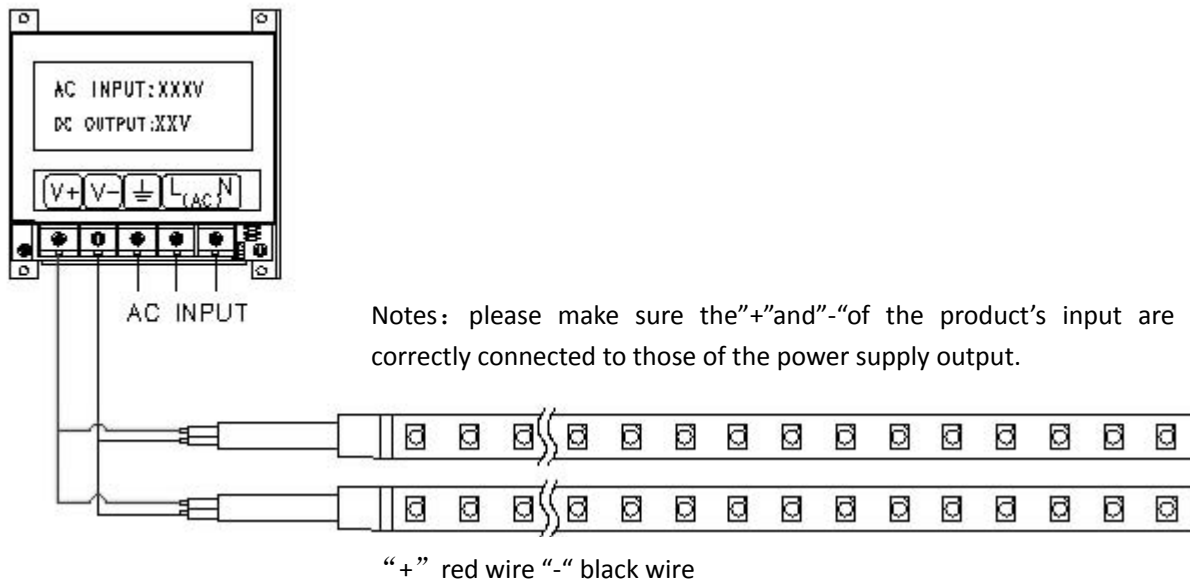 AC INPUT:XXXV
DC OUTPUT:XXV
V+ V- L(AC)N
AC INPUT
Notes：please make sure the”+”and”-“of the product’s input are
correctly connected to those of the power supply output.
“+” red wire “-“ black wire